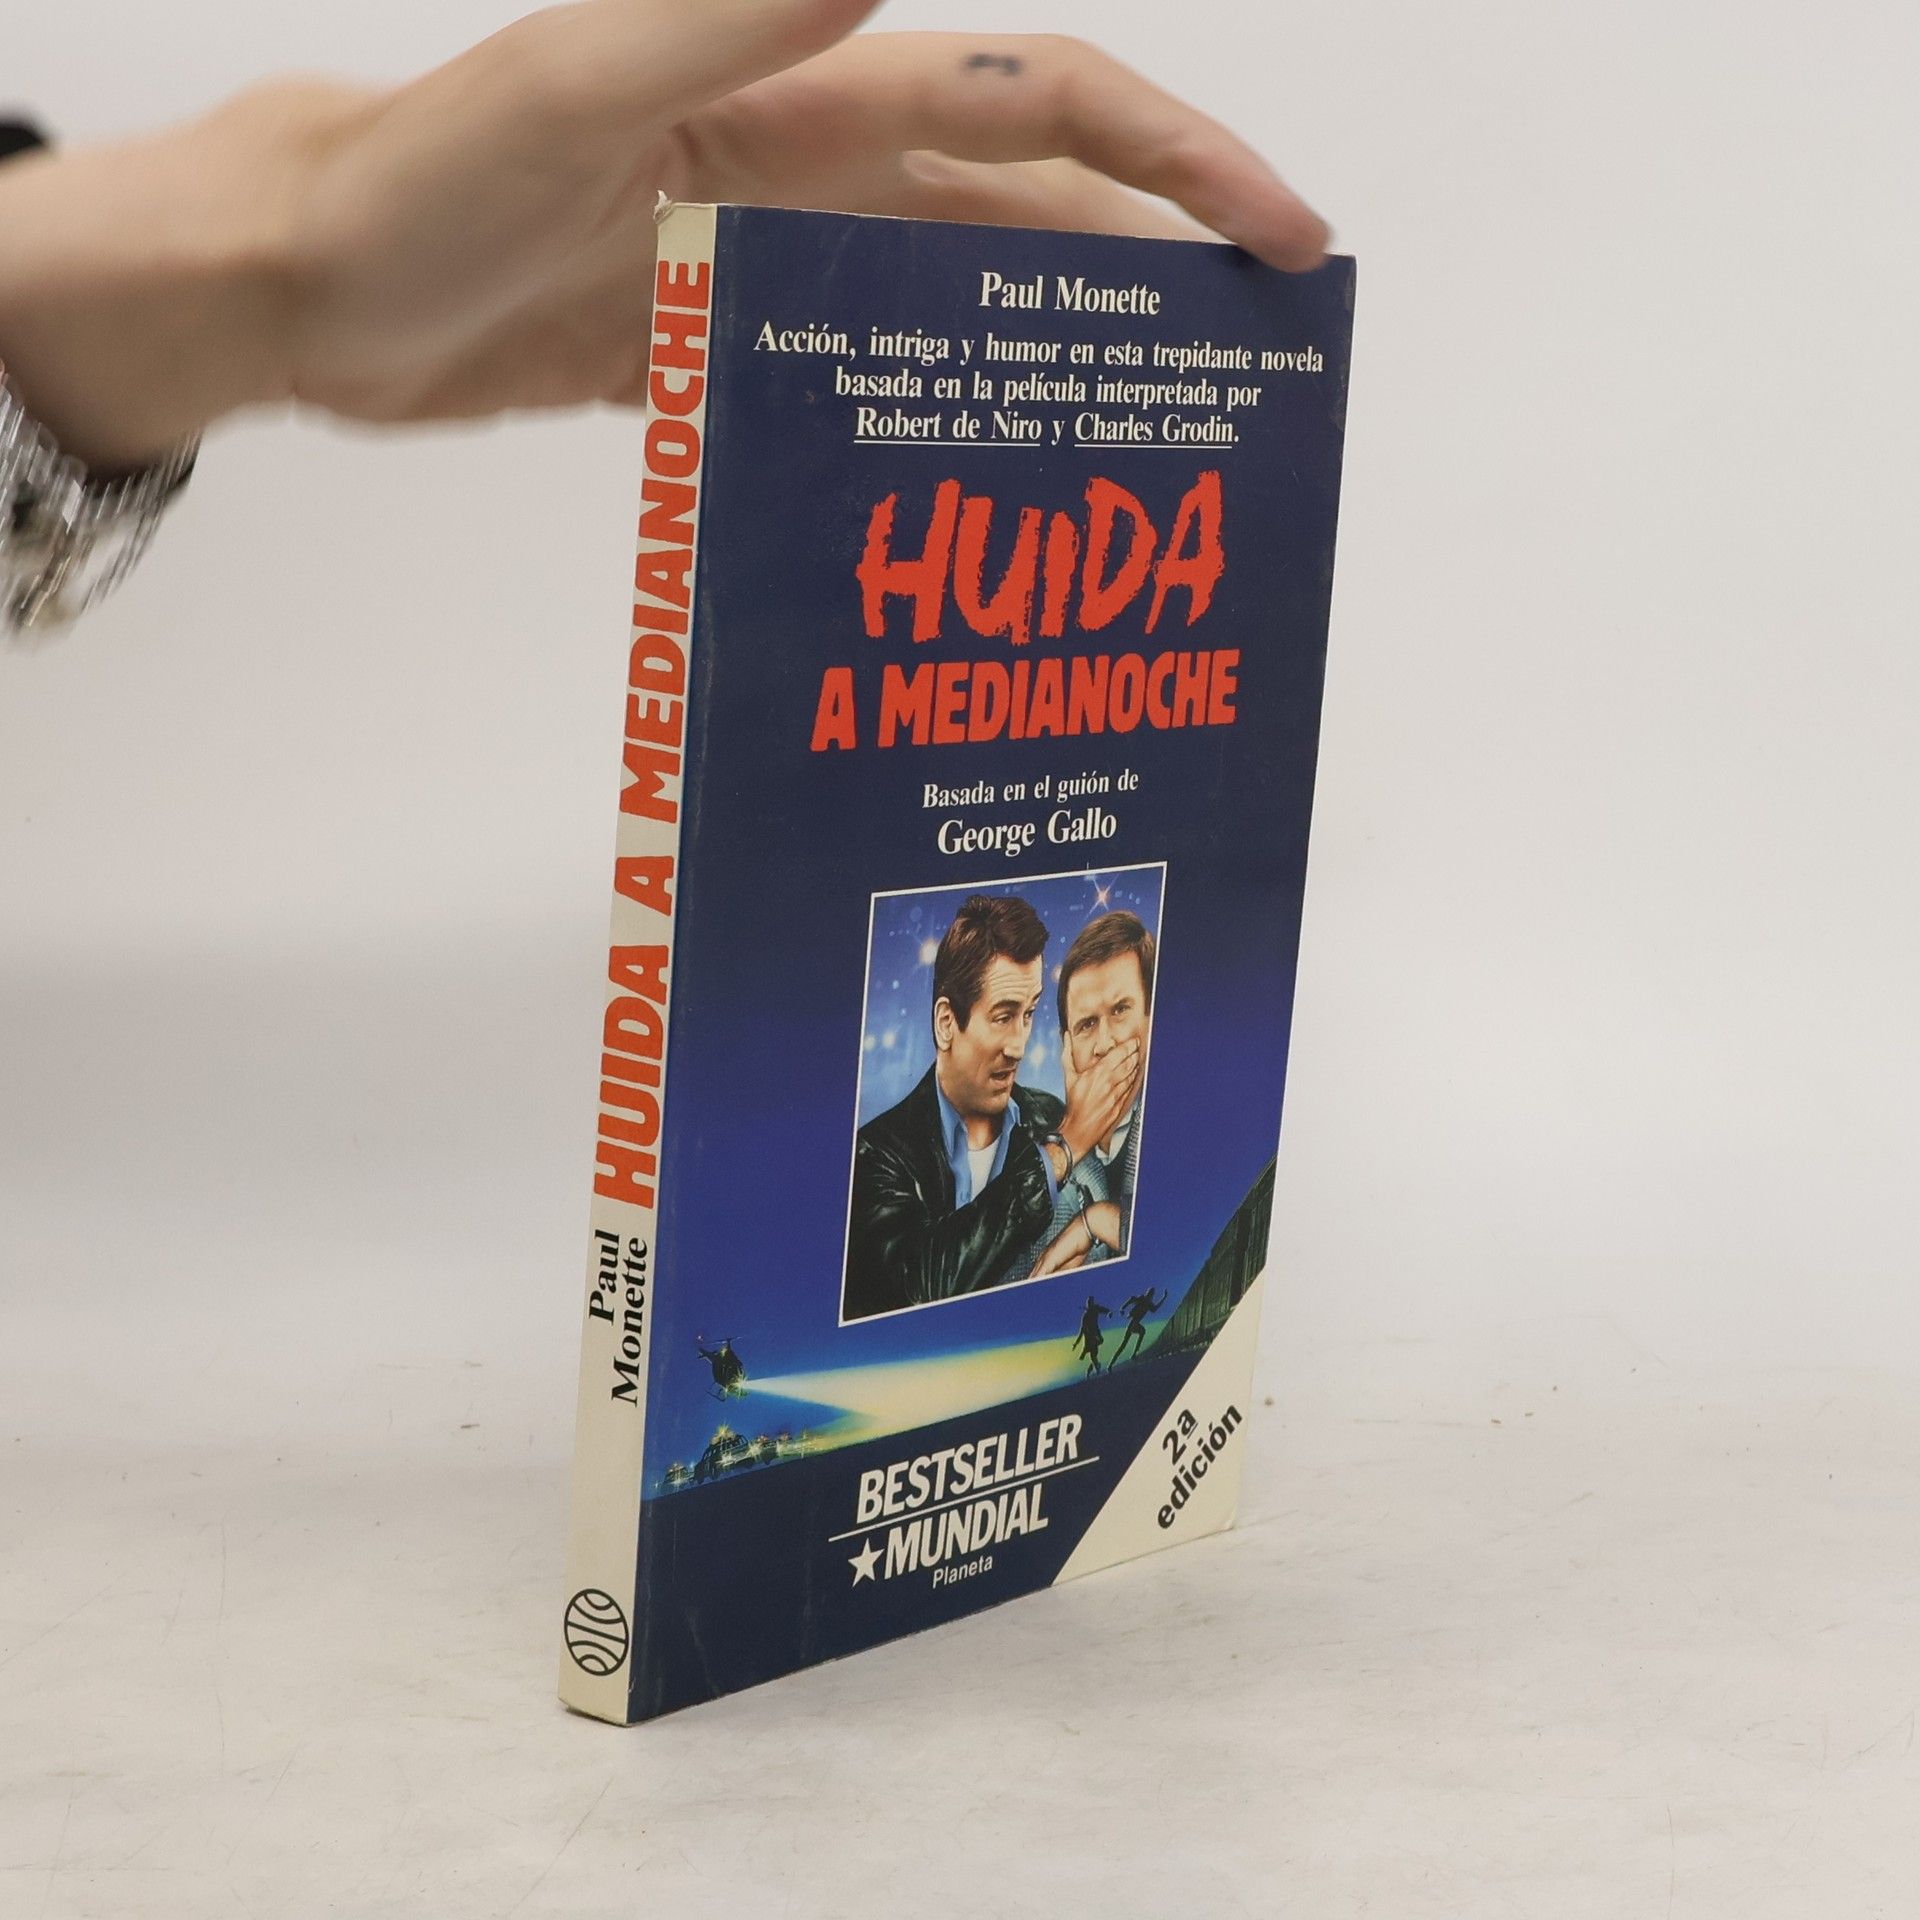 Paul Monette
Acción, intriga y humor en esta trepidante novela
basada en la película interpretada por
Robert de Niro y Charles Grodin.
HUIDA
A MEDIANOCHE
Basada en el guión de
George Gallo
BESTSELLER
★MUNDIAL
Planeta
2a
edición
Paul
Monette
HUIDA A MEDIANOCHE